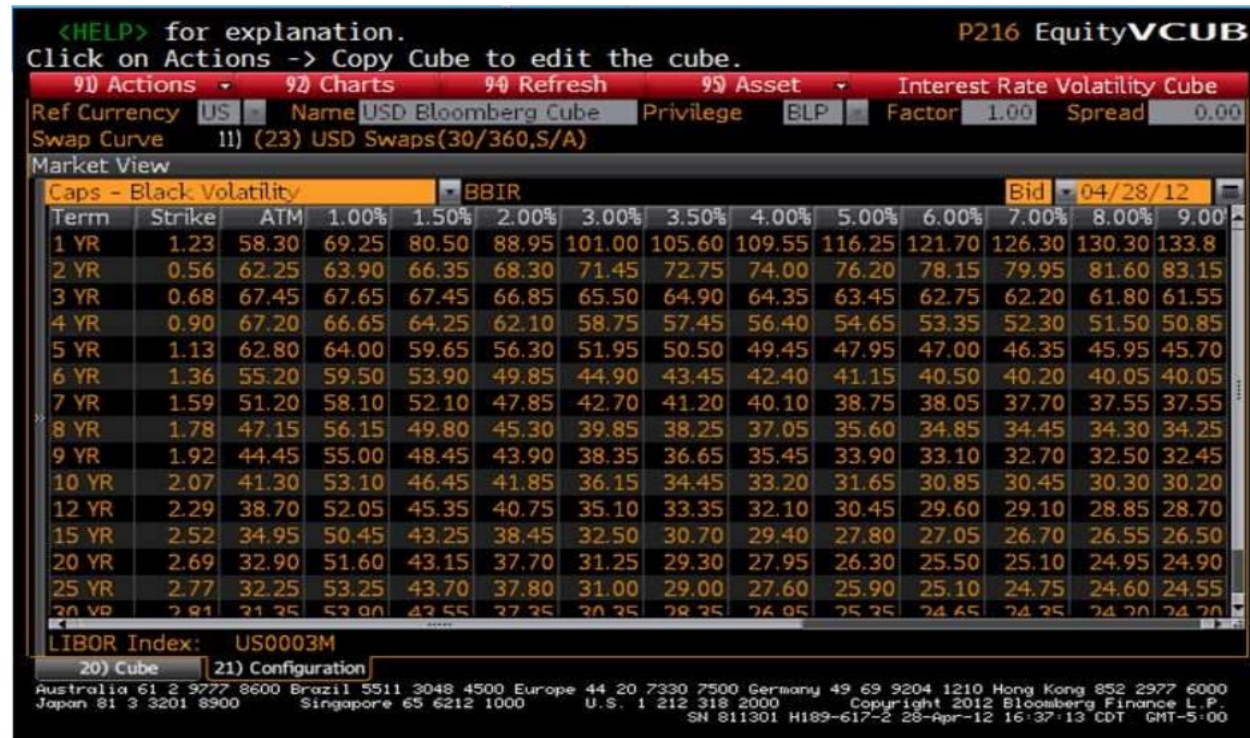 <HELP> for explanation. P216 EquityVCUB
Click on Actions -> Copy Cube to edit the cube.
91) Actions 92) Charts 94) Refresh 95) Asset Interest Rate Volatility Cube
Ref Currency US Name USD Bloomberg Cube Privilege BLP Factor 1.00 Spread 0.00
Swap Curve 11) (23) USD Swaps(30/360,S/A)
Market View
Caps - Black Volatility BBIR Bid 04/28/12
Term Strike ATM 1.00% 1.50% 2.00% 3.00% 3.50% 4.00% 5.00% 6.00% 7.00% 8.00% 9.00
1 YR 1.23 58.30 69.25 80.50 88.95 101.00 105.60 109.55 116.25 121.70 126.30 130.30 133.8
2 YR 0.56 62.25 63.90 66.35 68.30 71.45 72.75 74.00 76.20 78.15 79.95 81.60 83.15
3 YR 0.68 67.45 67.65 67.45 66.85 65.50 64.90 64.35 63.45 62.75 62.20 61.80 61.55
4 YR 0.90 67.20 66.65 64.25 62.10 58.75 57.45 56.40 54.65 53.35 52.30 51.50 50.85
5 YR 1.13 62.80 64.00 59.65 56.30 51.95 50.50 49.45 47.95 47.00 46.35 45.95 45.70
6 YR 1.36 55.20 59.50 53.90 49.85 44.90 43.45 42.40 41.15 40.50 40.20 40.05 40.05
7 YR 1.59 51.20 58.10 52.10 47.85 42.70 41.20 40.10 38.75 38.05 37.70 37.55 37.55
8 YR 1.78 47.15 56.15 49.80 45.30 39.85 38.25 37.05 35.60 34.85 34.45 34.30 34.25
9 YR 1.92 44.45 55.00 48.45 43.90 38.35 36.65 35.45 33.90 33.10 32.70 32.50 32.45
10 YR 2.07 41.30 53.10 46.45 41.85 36.15 34.45 33.20 31.65 30.85 30.45 30.30 30.20
12 YR 2.29 38.70 52.05 45.35 40.75 35.10 33.35 32.10 30.45 29.60 29.10 28.85 28.70
15 YR 2.52 34.95 50.45 43.25 38.45 32.50 30.70 29.40 27.80 27.05 26.70 26.55 26.50
20 YR 2.69 32.90 51.60 43.15 37.70 31.25 29.30 27.95 26.30 25.50 25.10 24.95 24.90
25 YR 2.77 32.25 53.25 43.70 37.80 31.00 29.00 27.60 25.90 25.10 24.75 24.60 24.55
30 YR 2.81 31.35 53.90 43.55 37.35 30.35 28.35 26.95 25.35 24.65 24.35 24.20 24.20
LIBOR Index: US0003M
20) Cube 21) Configuration
Australia 61 2 9777 8600 Brazil 5511 3048 4500 Europe 44 20 7330 7500 Germany 49 69 9204 1210 Hong Kong 852 2977 6000
Japan 81 3 3201 8900 Singapore 65 6212 1000 U.S. 1 212 318 2000 Copyright 2012 Bloomberg Finance L.P.
SN 811301 H189-617-2 28-Apr-12 16:37:13 CDT GMT-5:00